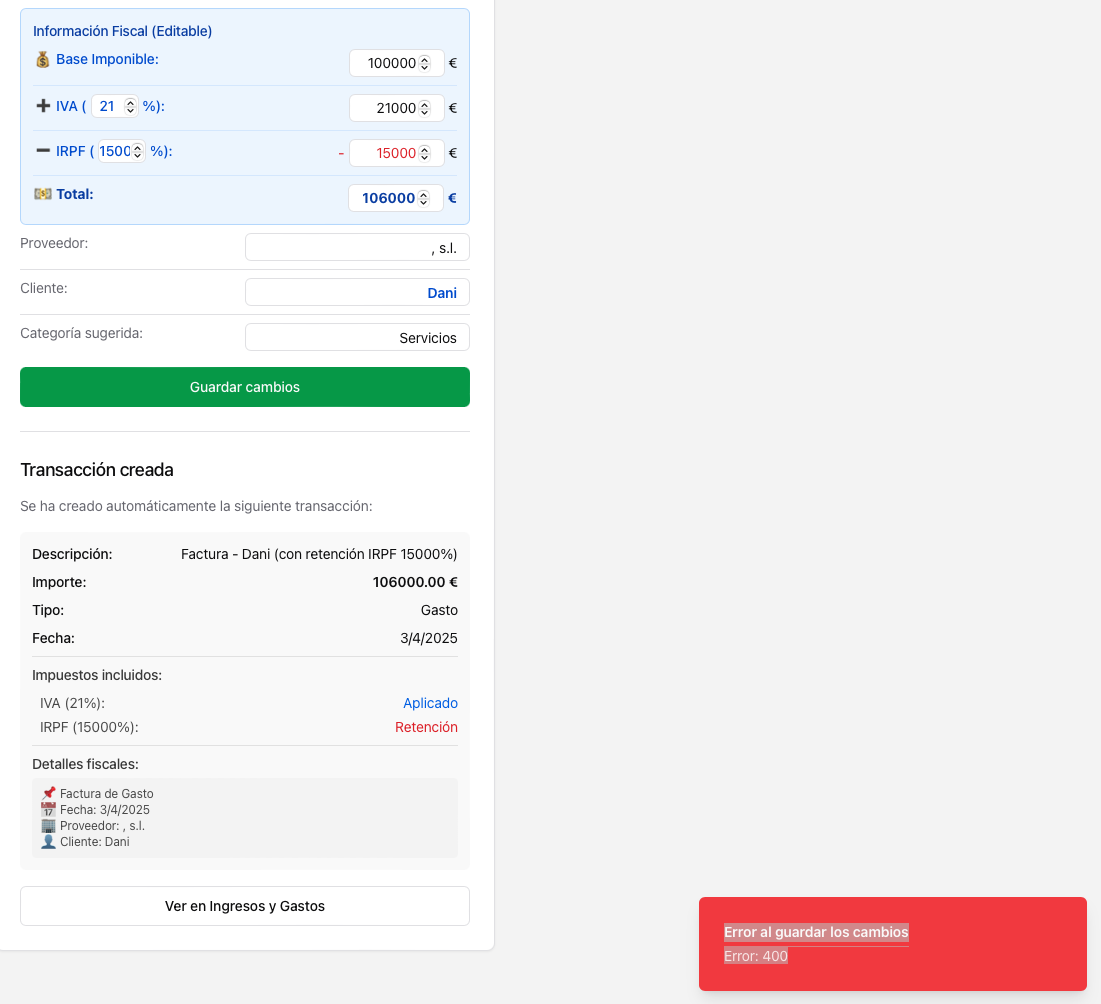 Información Fiscal (Editable)
💰 Base Imponible: 100000 €
➕ IVA ( 21 %): 21000 €
➖ IRPF ( 1500 %): - 15000 €
💵 Total: 106000 €
Proveedor: , s.l.
Cliente: Dani
Categoría sugerida: Servicios
Guardar cambios
Transacción creada
Se ha creado automáticamente la siguiente transacción:
Descripción: Factura - Dani (con retención IRPF 15000%)
Importe: 106000.00 €
Tipo: Gasto
Fecha: 3/4/2025
Impuestos incluidos:
IVA (21%): Aplicado
IRPF (15000%): Retención
Detalles fiscales:
📌 Factura de Gasto
📅 Fecha: 3/4/2025
🏢 Proveedor: , s.l.
👤 Cliente: Dani
Ver en Ingresos y Gastos
Error al guardar los cambios
Error: 400